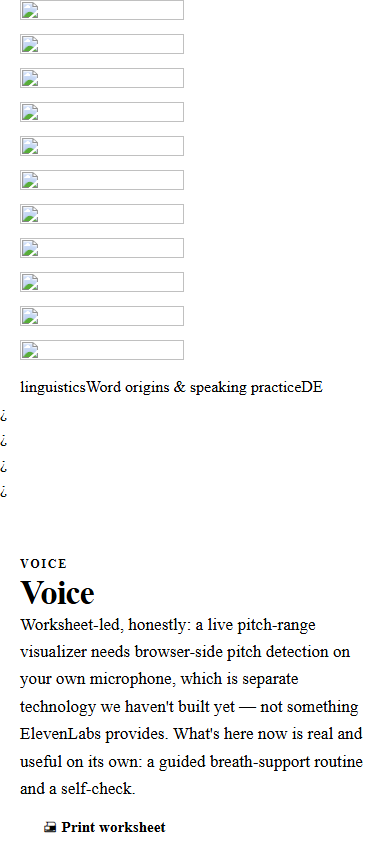 linguisticsWord origins & speaking practiceDE
¿
¿
¿
¿
VOICE
Voice
Worksheet-led, honestly: a live pitch-range
visualizer needs browser-side pitch detection on
your own microphone, which is separate
technology we haven't built yet — not something
ElevenLabs provides. What's here now is real and
useful on its own: a guided breath-support routine
and a self-check.
Print worksheet